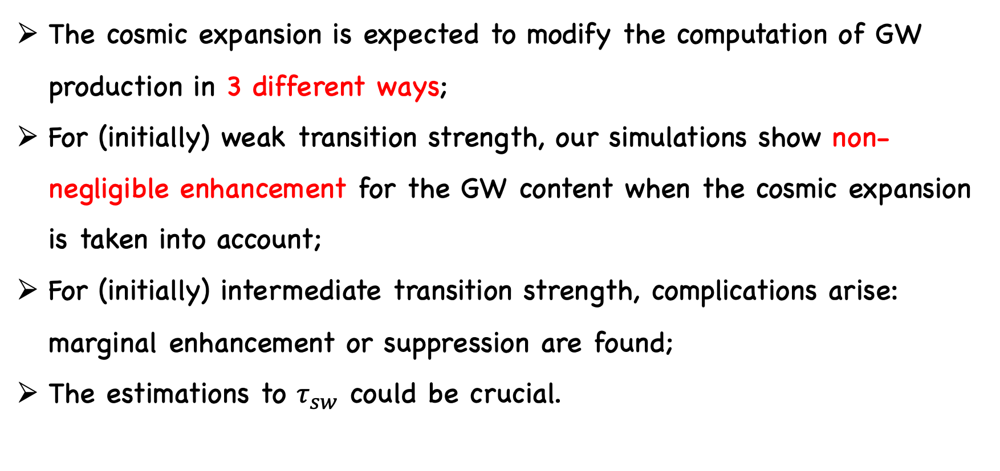 ➢ The cosmic expansion is expected to modify the computation of GW
production in 3 different ways;
➢ For (initially) weak transition strength, our simulations show non-
negligible enhancement for the GW content when the cosmic expansion
is taken into account;
➢ For (initially) intermediate transition strength, complications arise:
marginal enhancement or suppression are found;
➢ The estimations to τ_sw could be crucial.